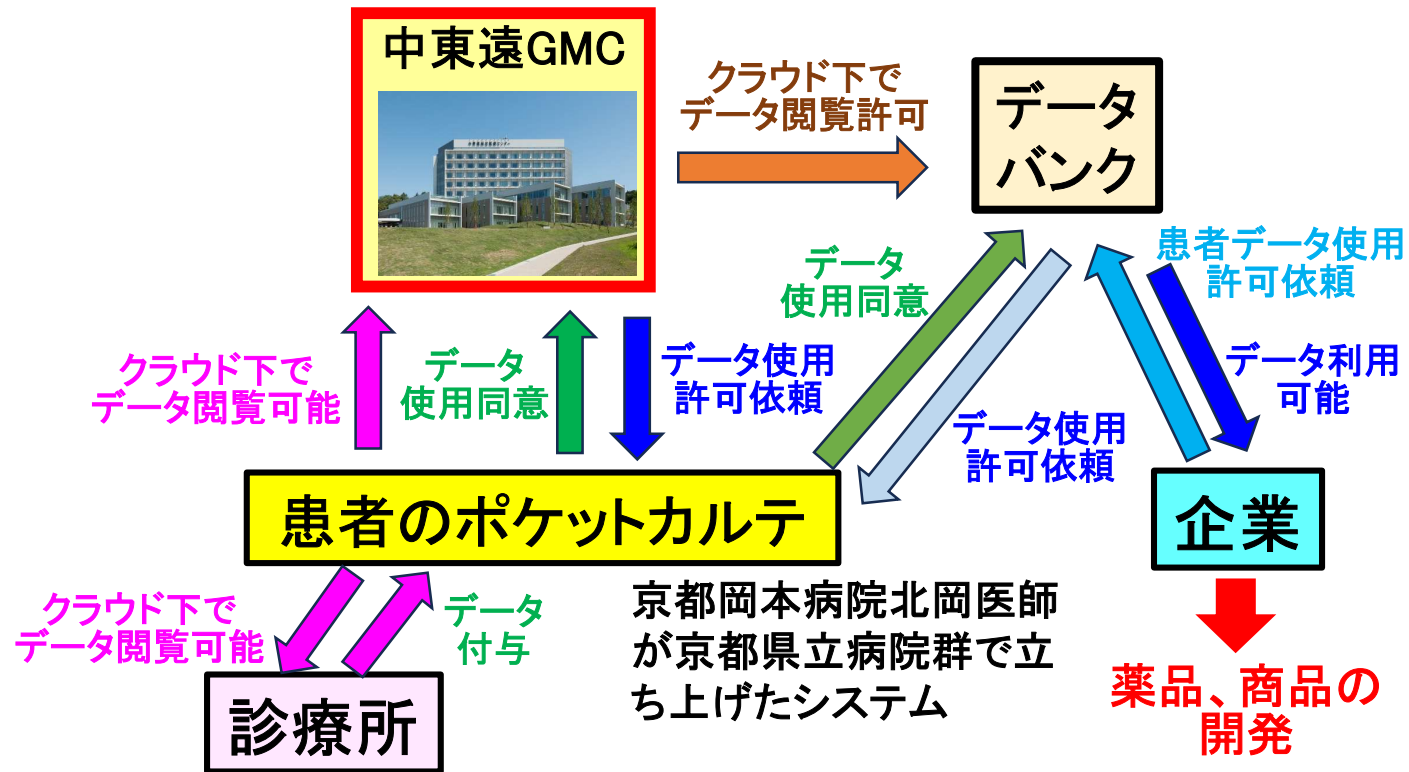 中東遠GMC
クラウド下で
データ閲覧許可
データ
バンク
患者データ使用
許可依頼
データ
使用同意
クラウド下で
データ閲覧可能
データ
使用同意
データ使用
許可依頼
データ使用
許可依頼
データ利用
可能
患者のポケットカルテ
企業
クラウド下で
データ閲覧可能
データ
付与
京都岡本病院北岡医師
が京都県立病院群で立
ち上げたシステム
診療所
薬品、商品の
開発